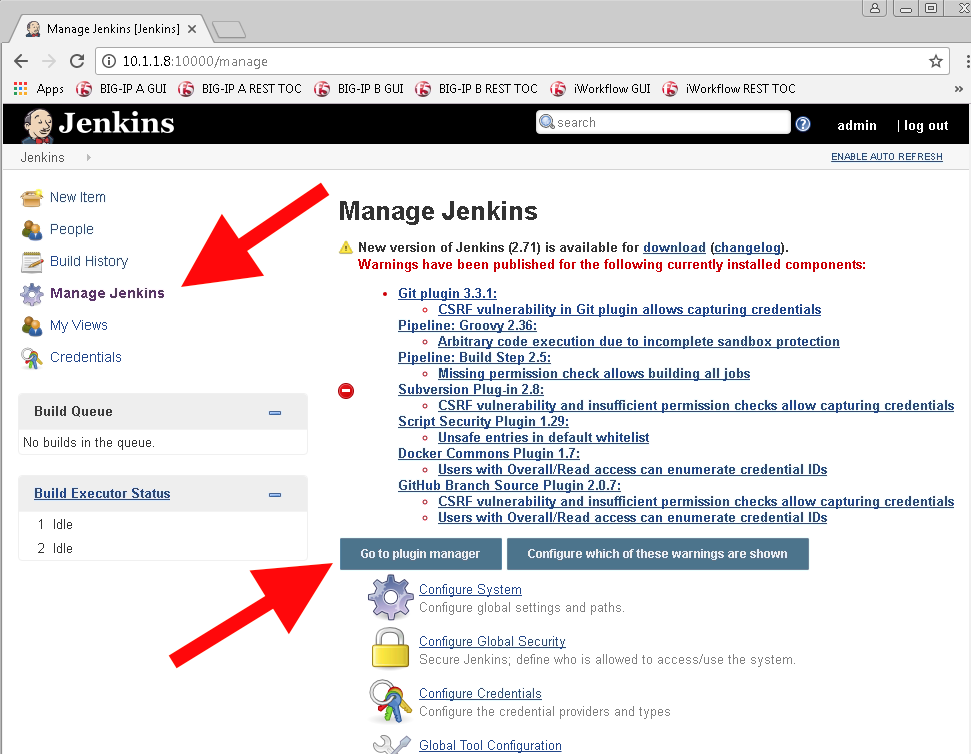 Manage Jenkins [Jenkins]
10.1.1.8:10000/manage
Apps BIG-IP A GUI BIG-IP A REST TOC BIG-IP B GUI BIG-IP B REST TOC iWorkflow GUI iWorkflow REST TOC »
Jenkins search ? admin | log out
Jenkins ENABLE AUTO REFRESH
New Item
People
Build History
Manage Jenkins
My Views
Credentials
Build Queue
No builds in the queue.
Build Executor Status
1 Idle
2 Idle
Manage Jenkins
New version of Jenkins (2.71) is available for download (changelog).
Warnings have been published for the following currently installed components:
Git plugin 3.3.1:
CSRF vulnerability in Git plugin allows capturing credentials
Pipeline: Groovy 2.36:
Arbitrary code execution due to incomplete sandbox protection
Pipeline: Build Step 2.5:
Missing permission check allows building all jobs
Subversion Plug-in 2.8:
CSRF vulnerability and insufficient permission checks allow capturing credentials
Script Security Plugin 1.29:
Unsafe entries in default whitelist
Docker Commons Plugin 1.7:
Users with Overall/Read access can enumerate credential IDs
GitHub Branch Source Plugin 2.0.7:
CSRF vulnerability and insufficient permission checks allow capturing credentials
Users with Overall/Read access can enumerate credential IDs
Go to plugin manager Configure which of these warnings are shown
Configure System
Configure global settings and paths.
Configure Global Security
Secure Jenkins; define who is allowed to access/use the system.
Configure Credentials
Configure the credential providers and types
Global Tool Configuration